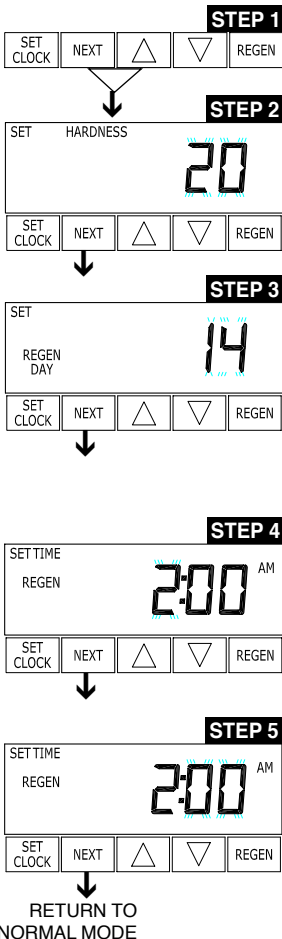 STEP 1
SET CLOCK NEXT REGEN
STEP 2
SET HARDNESS
20
SET CLOCK NEXT REGEN
STEP 3
SET
14
REGEN DAY
SET CLOCK NEXT REGEN
STEP 4
SET TIME
REGEN 2:00 AM
SET CLOCK NEXT REGEN
STEP 5
SET TIME
REGEN 2:00 AM
SET CLOCK NEXT REGEN
RETURN TO
NORMAL MODE